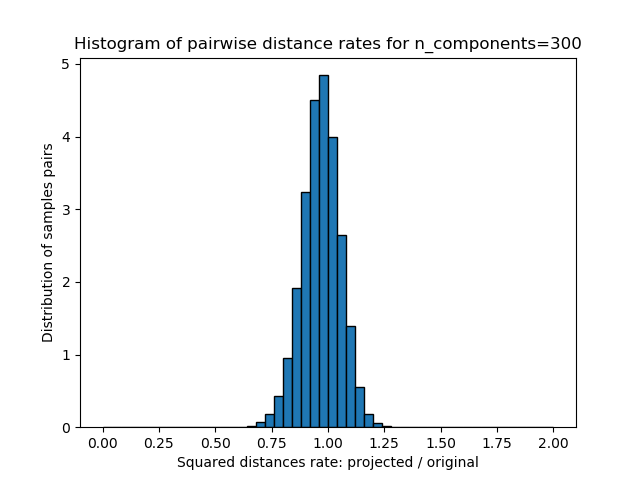 Histogram of pairwise distance rates for n_components=300
Distribution of samples pairs
5
4
3
2
1
0
0.00 0.25 0.50 0.75 1.00 1.25 1.50 1.75 2.00
Squared distances rate: projected / original